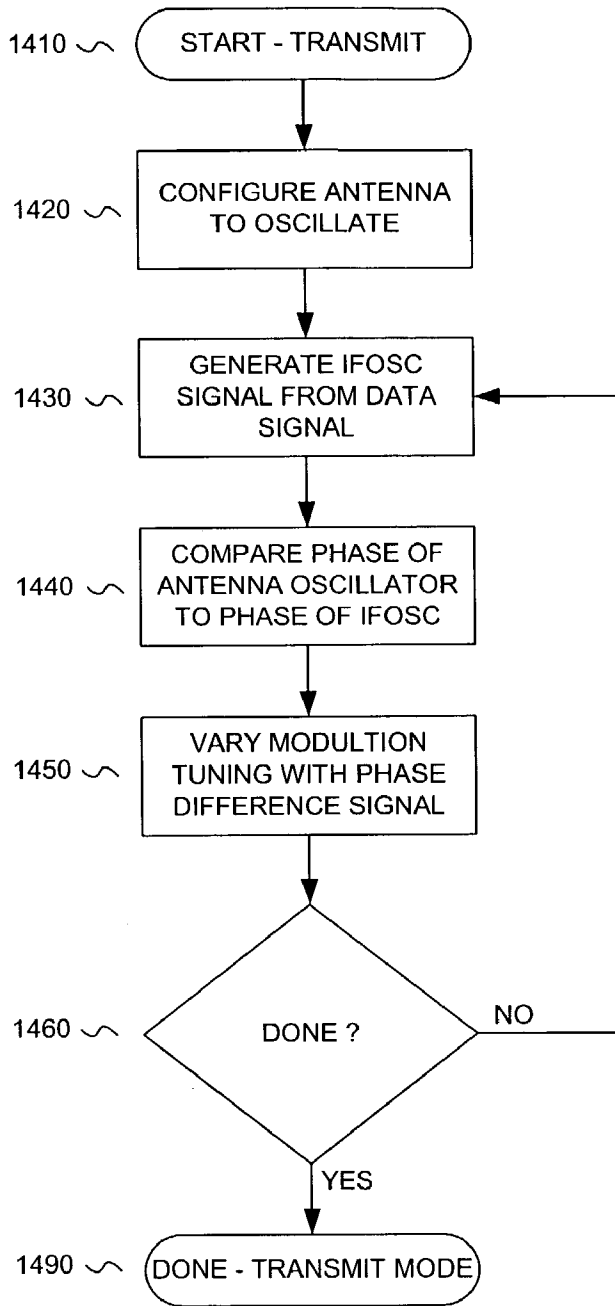 1410
START - TRANSMIT
1420
CONFIGURE ANTENNA
TO OSCILLATE
1430
GENERATE IFOSC
SIGNAL FROM DATA
SIGNAL
1440
COMPARE PHASE OF
ANTENNA OSCILLATOR
TO PHASE OF IFOSC
1450
VARY MODULTION
TUNING WITH PHASE
DIFFERENCE SIGNAL
1460
DONE ?
NO
YES
1490
DONE - TRANSMIT MODE